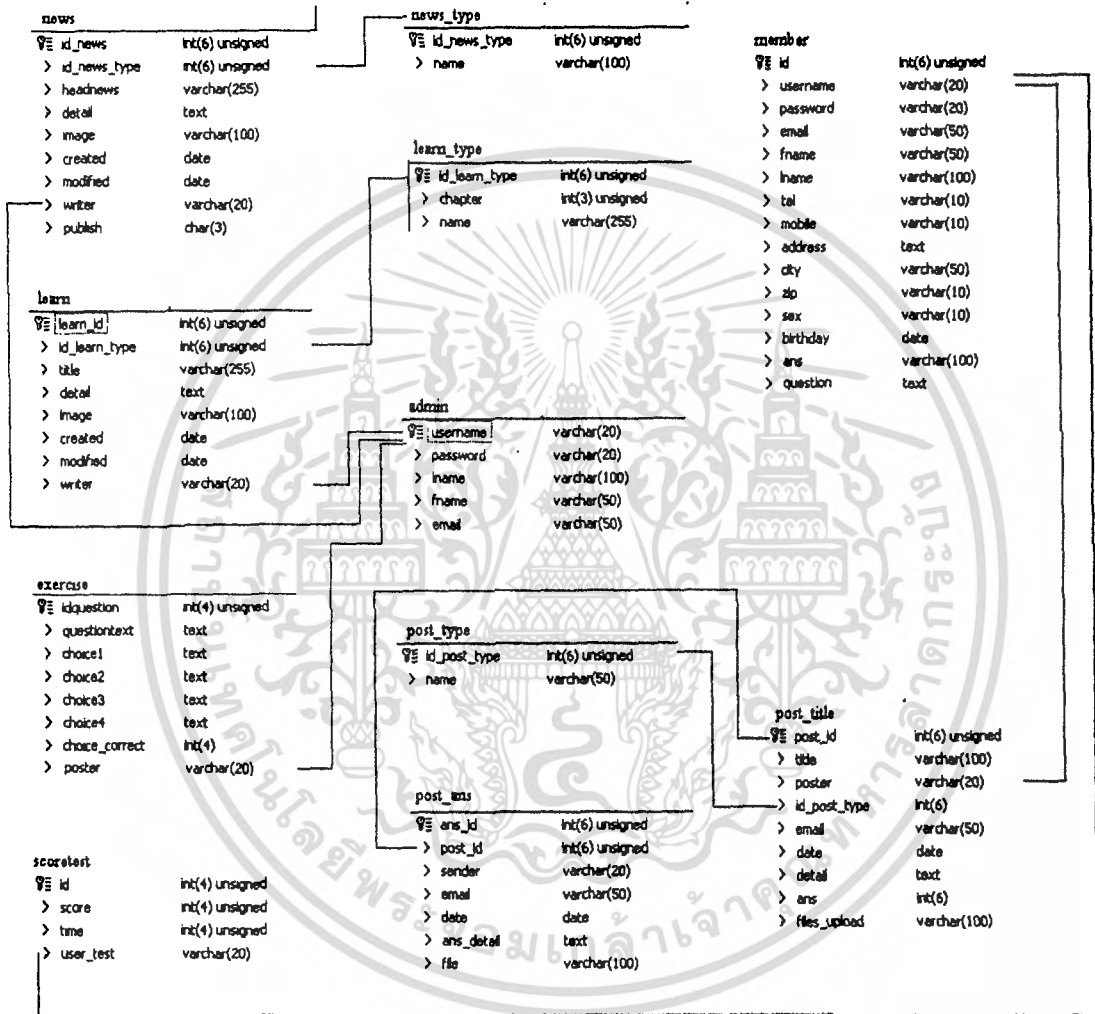 news
id_news int(6) unsigned
id_news_type int(6) unsigned
headnews varchar(255)
detail text
image varchar(100)
created date
modified date
writer varchar(20)
publish char(3)
news_type
id_news_type int(6) unsigned
name varchar(100)
member
id int(6) unsigned
username varchar(20)
password varchar(20)
email varchar(50)
fname varchar(50)
lname varchar(100)
tel varchar(10)
mobile varchar(10)
address text
city varchar(50)
zip varchar(10)
sex varchar(10)
birthday date
ans varchar(100)
question text
learn_type
id_learn_type int(6) unsigned
chapter int(3) unsigned
name varchar(255)
learn
learn_id int(6) unsigned
id_learn_type int(6) unsigned
title varchar(255)
detail text
image varchar(100)
created date
modified date
writer varchar(20)
admin
username varchar(20)
password varchar(20)
lname varchar(100)
fname varchar(50)
email varchar(50)
exercise
idquestion int(4) unsigned
questiontext text
choice1 text
choice2 text
choice3 text
choice4 text
choice_correct int(4)
poster varchar(20)
post_type
id_post_type int(6) unsigned
name varchar(50)
post_title
post_id int(6) unsigned
title varchar(100)
poster varchar(20)
id_post_type int(6)
email varchar(50)
date date
detail text
ans int(6)
files_upload varchar(100)
post_ans
ans_id int(6) unsigned
post_id int(6) unsigned
sender varchar(20)
email varchar(50)
date date
ans_detail text
file varchar(100)
scoretest
id int(4) unsigned
score int(4) unsigned
time int(4) unsigned
user_test varchar(20)